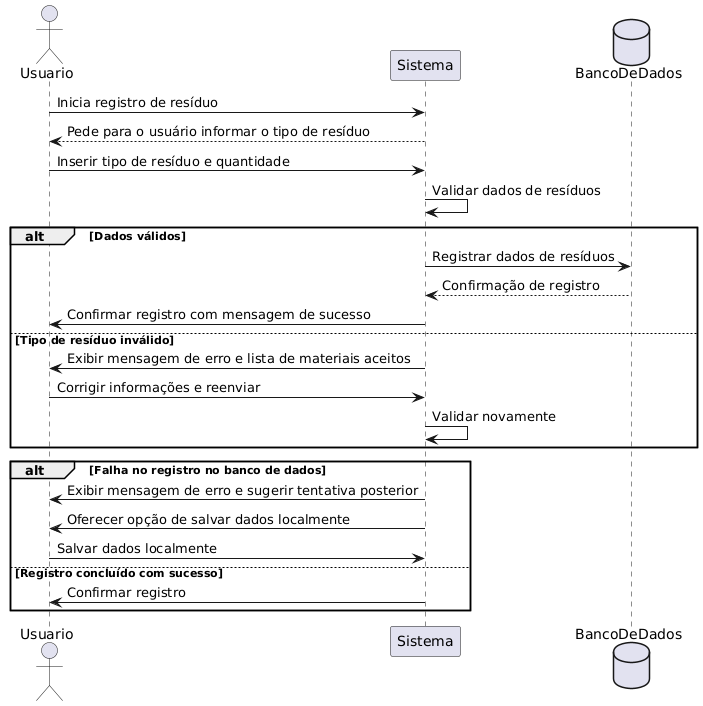 Usuario
Sistema
BancoDeDados
Inicia registro de resíduo
Pede para o usuário informar o tipo de resíduo
Inserir tipo de resíduo e quantidade
Validar dados de resíduos
alt [Dados válidos]
Registrar dados de resíduos
Confirmação de registro
Confirmar registro com mensagem de sucesso
[Tipo de resíduo inválido]
Exibir mensagem de erro e lista de materiais aceitos
Corrigir informações e reenviar
Validar novamente
alt [Falha no registro no banco de dados]
Exibir mensagem de erro e sugerir tentativa posterior
Oferecer opção de salvar dados localmente
Salvar dados localmente
[Registro concluído com sucesso]
Confirmar registro
Usuario
Sistema
BancoDeDados